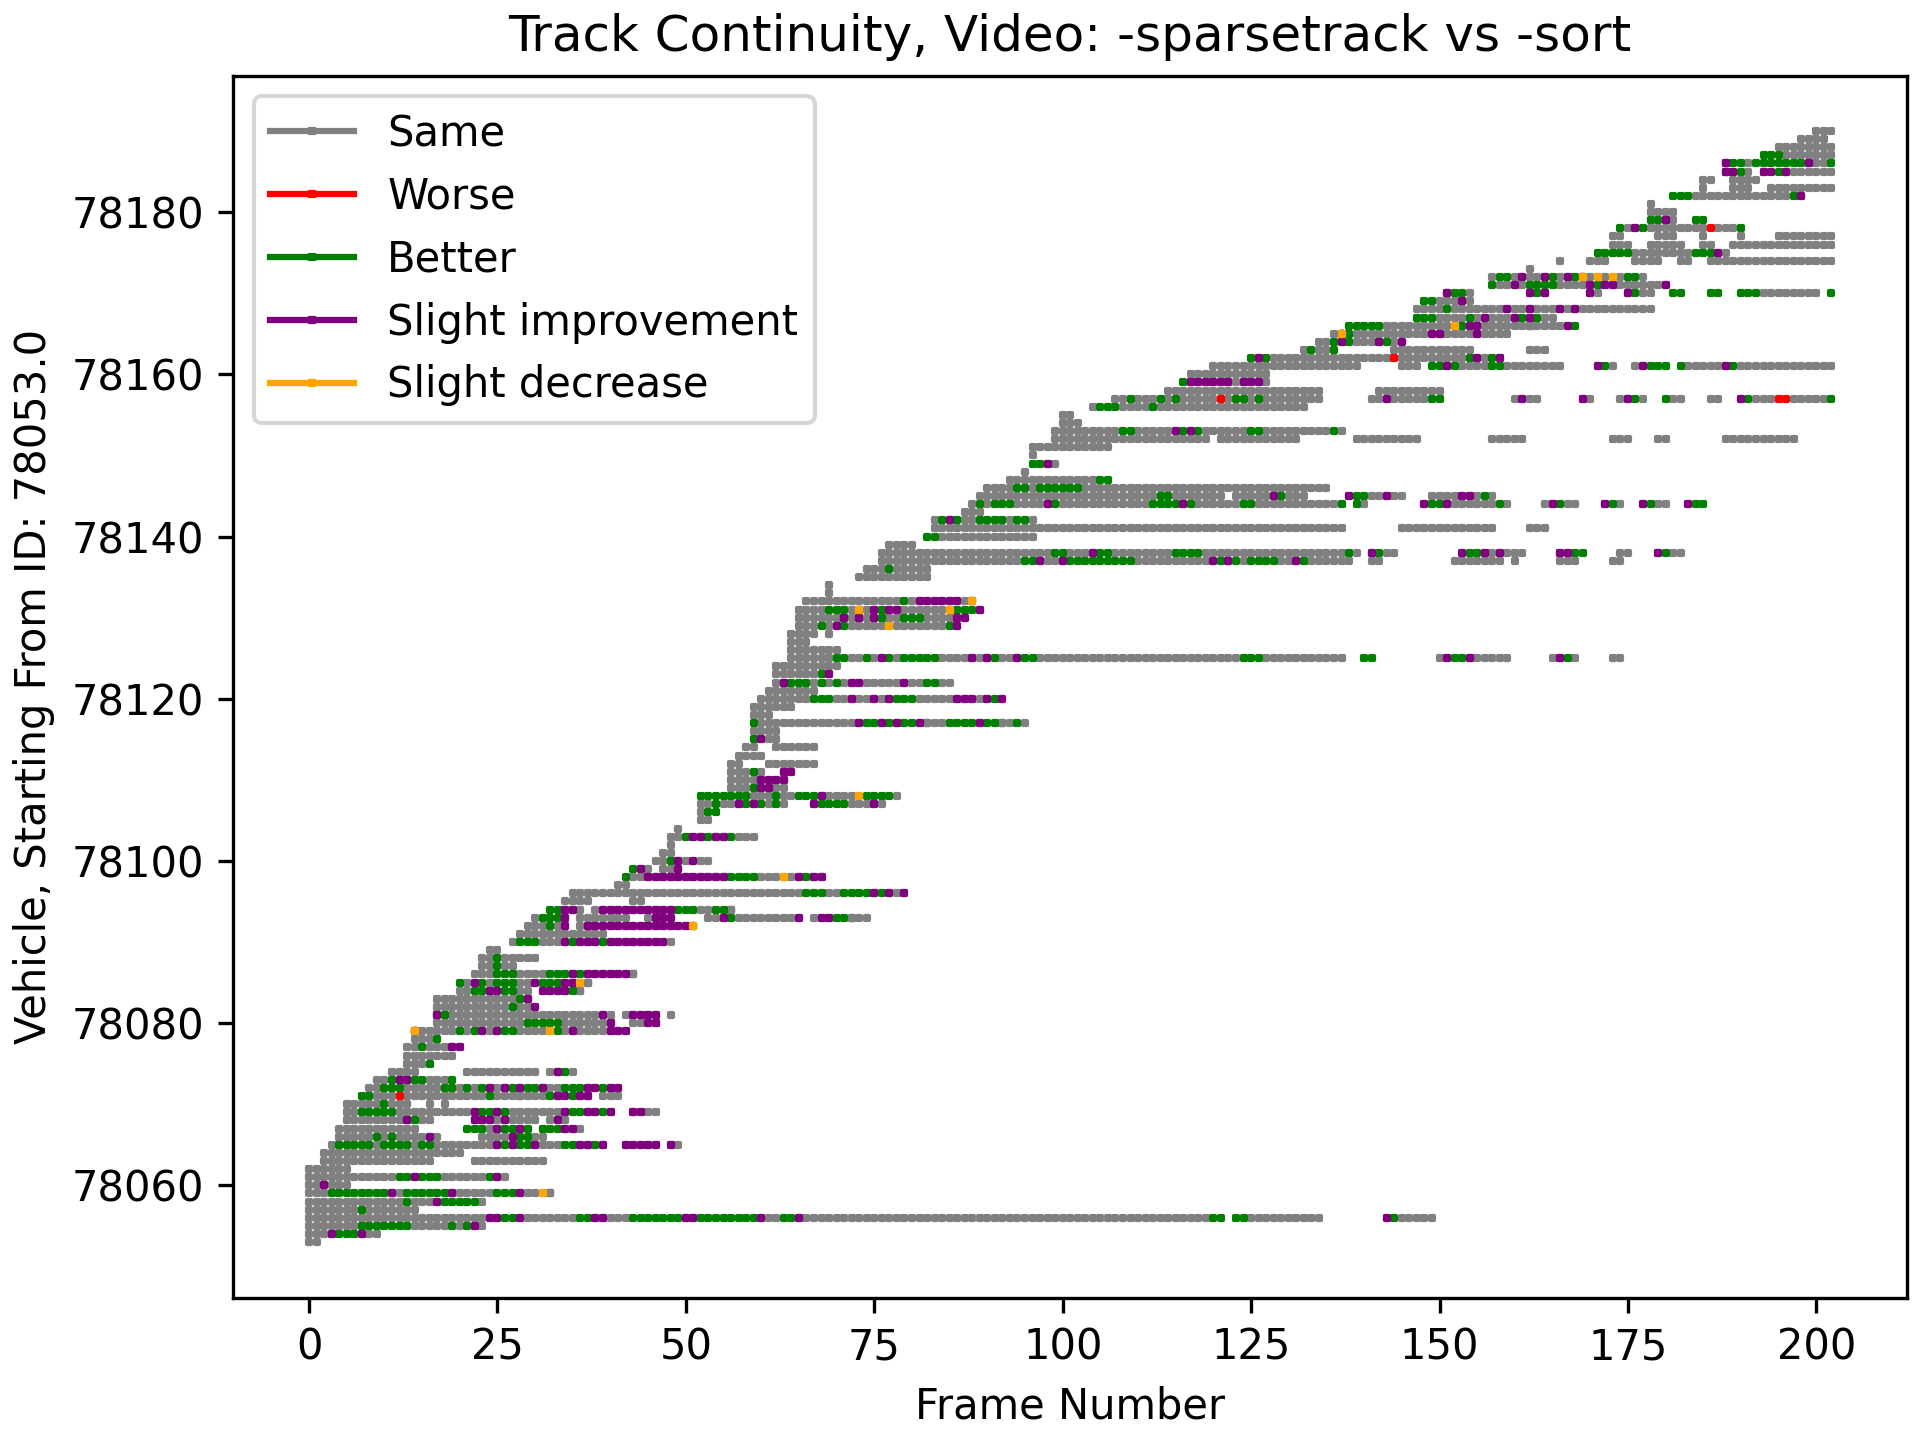 Track Continuity, Video: -sparsetrack vs -sort
Same
Worse
Better
Slight improvement
Slight decrease
78180
78160
78140
78120
78100
78080
78060
Vehicle, Starting From ID: 78053.0
0 25 50 75 100 125 150 175 200
Frame Number